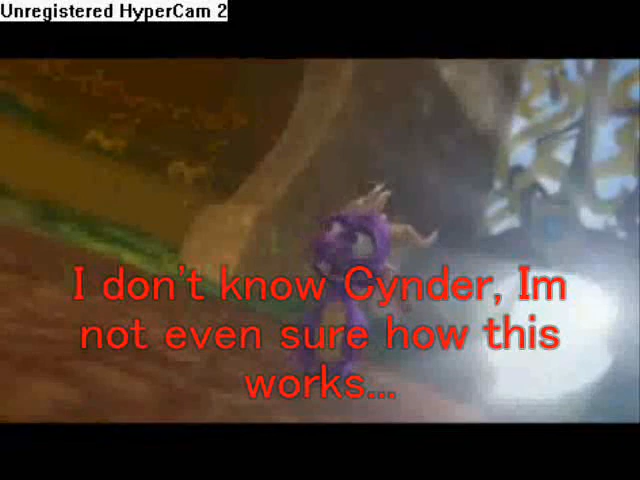 Unregistered HyperCam 2
I don't know Cynder, Im
not even sure how this
works...